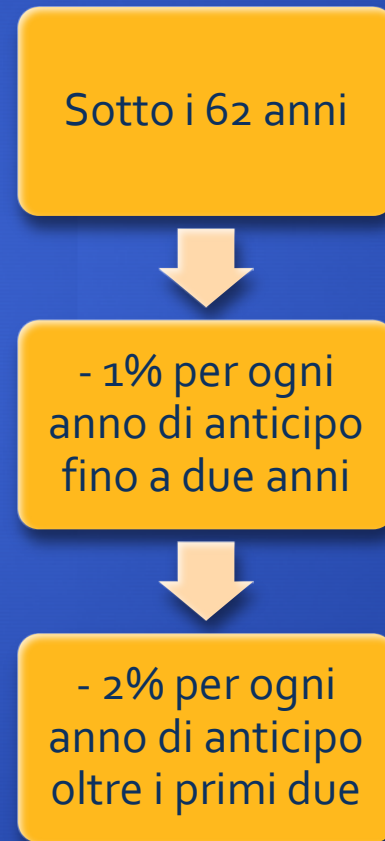 Sotto i 62 anni
- 1% per ogni
anno di anticipo
fino a due anni
- 2% per ogni
anno di anticipo
oltre i primi due